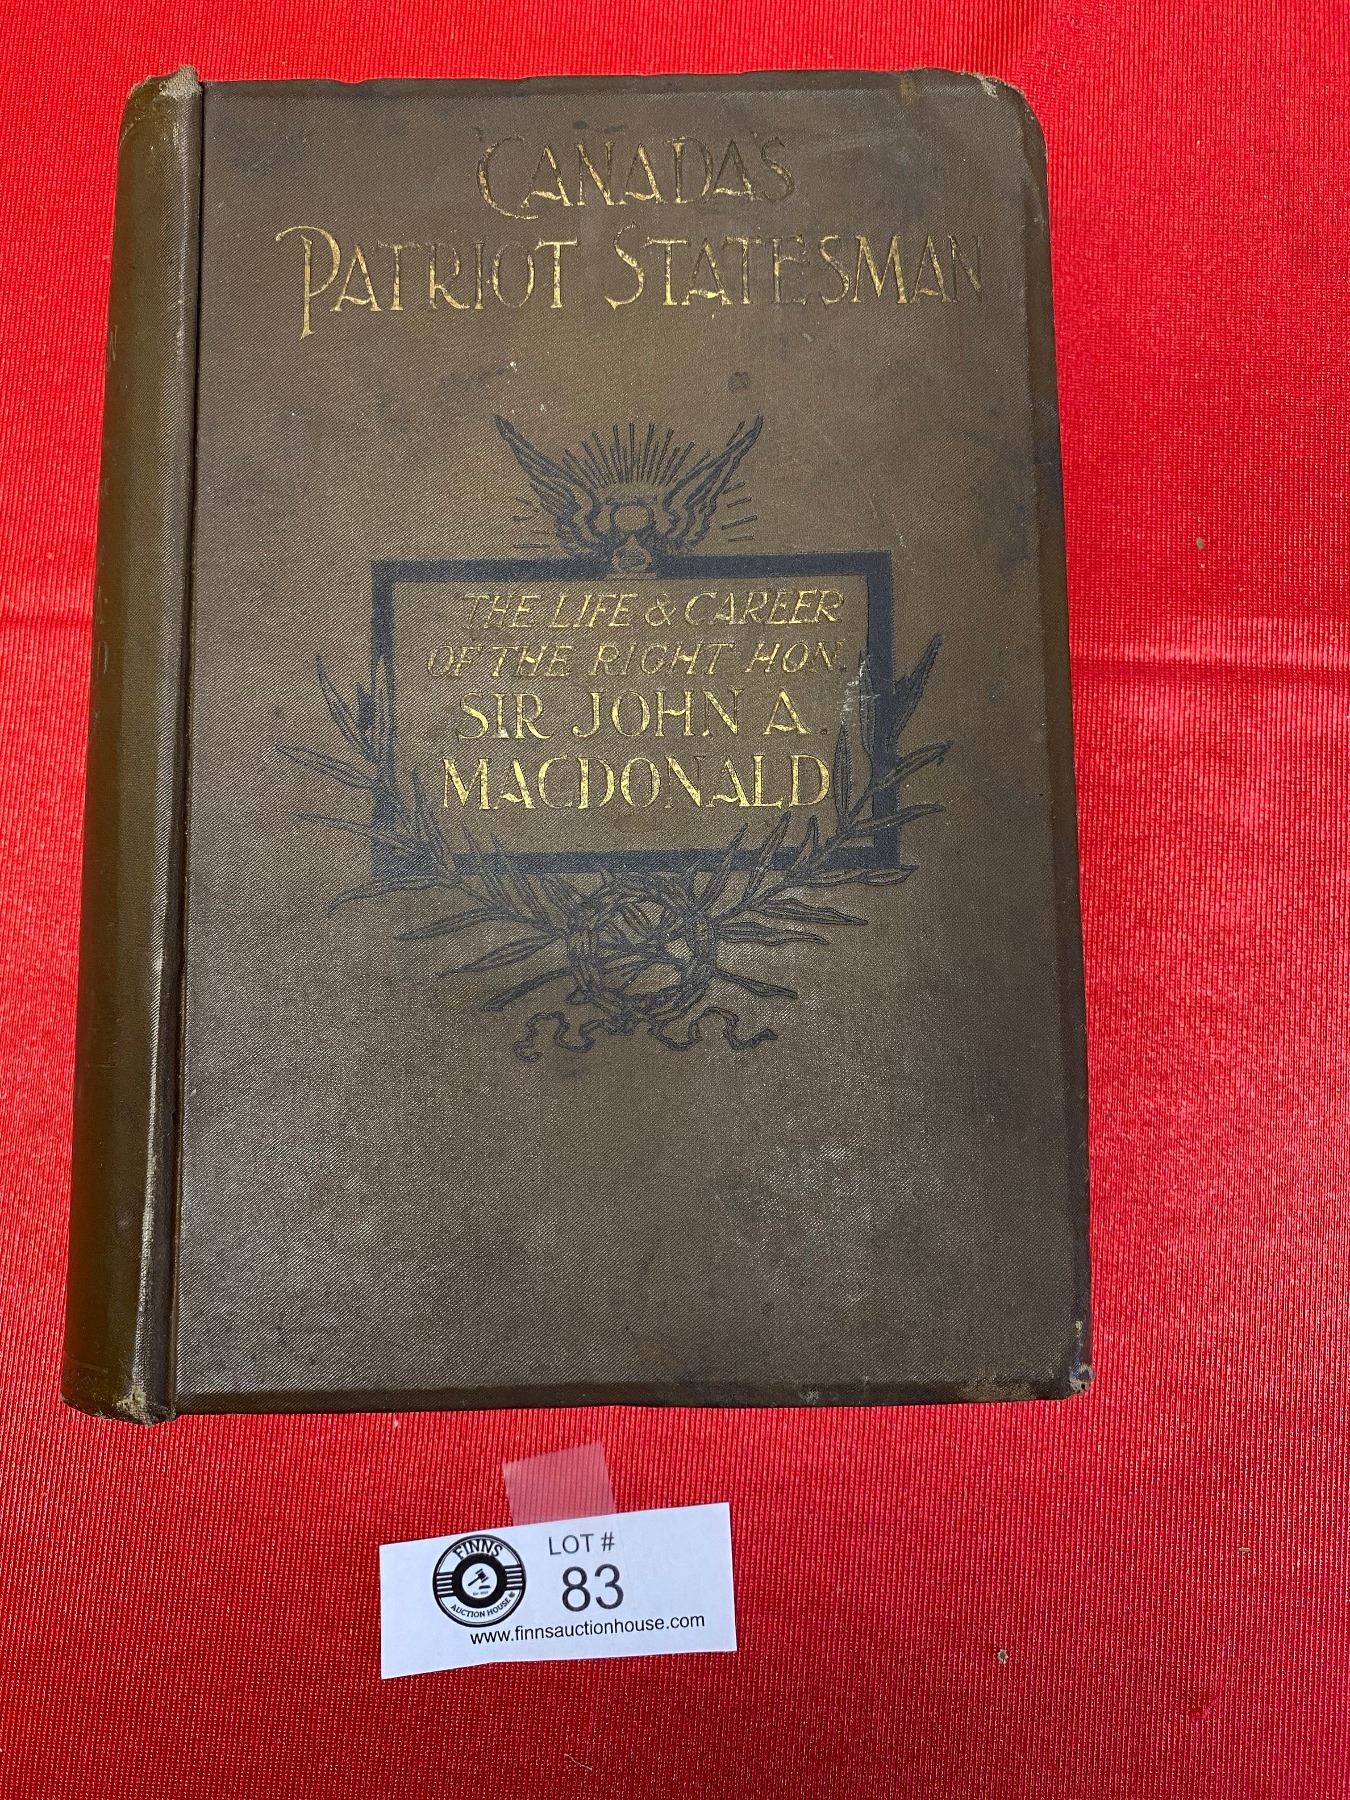 CANADA'S
PATRIOT STATESMAN
THE LIFE & CAREER
OF THE RIGHT HON.
SIR JOHN A.
MACDONALD
FINNS
AUCTION HOUSE
LOT #
83
www.finnsauctionhouse.com